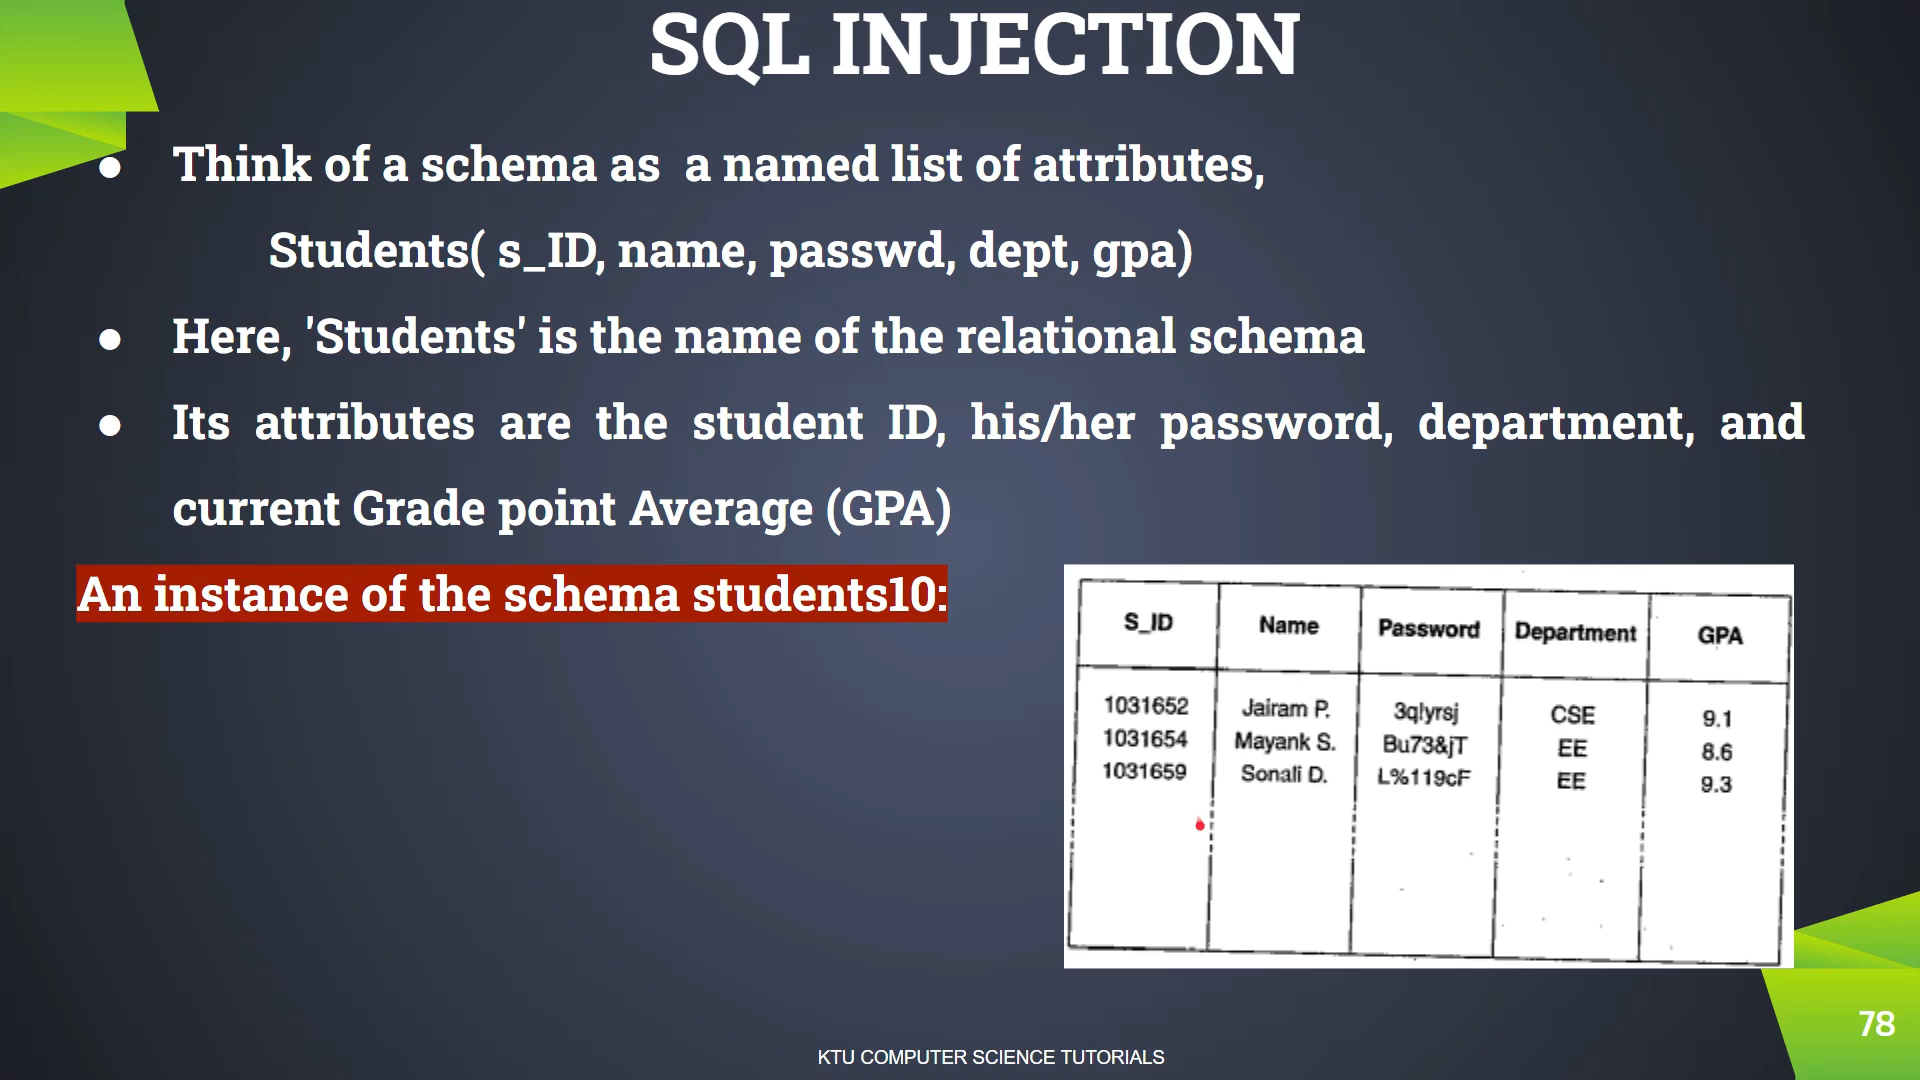 SQL INJECTION
● Think of a schema as a named list of attributes,
Students( s_ID, name, passwd, dept, gpa)
● Here, 'Students' is the name of the relational schema
● Its attributes are the student ID, his/her password, department, and
current Grade point Average (GPA)
An instance of the schema students10:
S_ID Name Password Department GPA
1031652 Jairam P. 3q!yrsj CSE 9.1
1031654 Mayank S. Bu73&jT EE 8.6
1031659 Sonali D. L%119cF EE 9.3
78
KTU COMPUTER SCIENCE TUTORIALS